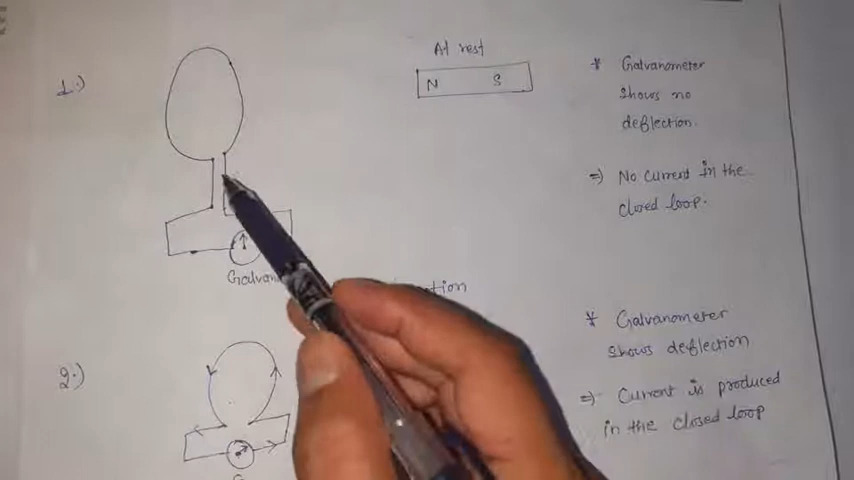 1.)
At rest
N S
* Galvanometer
shows no
deflection.
=) No current in the
closed loop.
2.)
* Galvanometer
shows deflection
=) Current is produced
in the closed loop